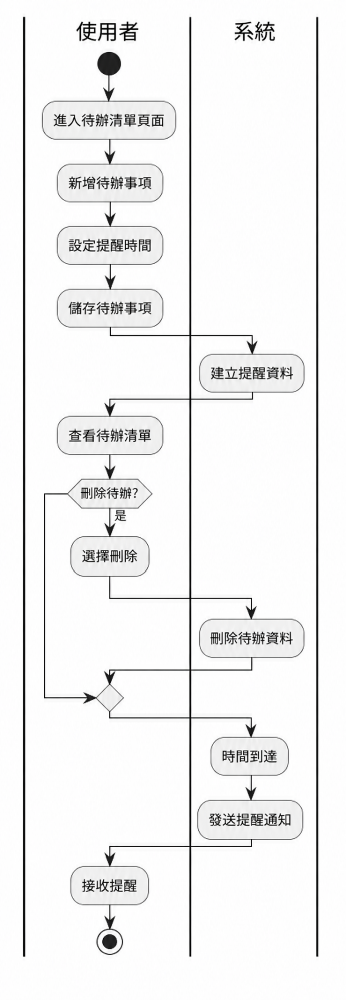 使用者
系統
進入待辦清單頁面
新增待辦事項
設定提醒時間
儲存待辦事項
建立提醒資料
查看待辦清單
刪除待辦?
是
選擇刪除
刪除待辦資料
時間到達
發送提醒通知
接收提醒